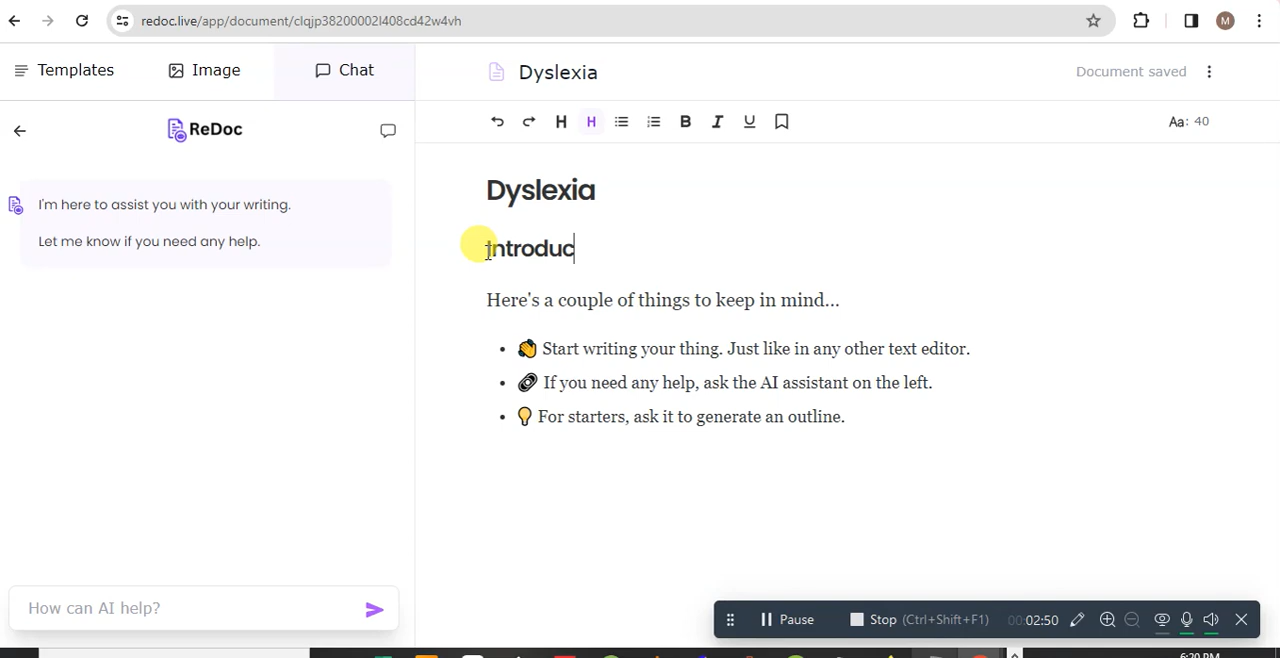 redoc.live/app/document/clqjp38200002l408cd42w4vh
M
Templates
Image
Chat
Dyslexia
Document saved
ReDoc
H
H
B
I
U
Aa: 40
I'm here to assist you with your writing.
Let me know if you need any help.
Dyslexia
Introduc
Here's a couple of things to keep in mind...
• 👏 Start writing your thing. Just like in any other text editor.
• 🔗 If you need any help, ask the AI assistant on the left.
• 💡 For starters, ask it to generate an outline.
How can AI help?
Pause
Stop (Ctrl+Shift+F1)
00:02:50
6:20 PM